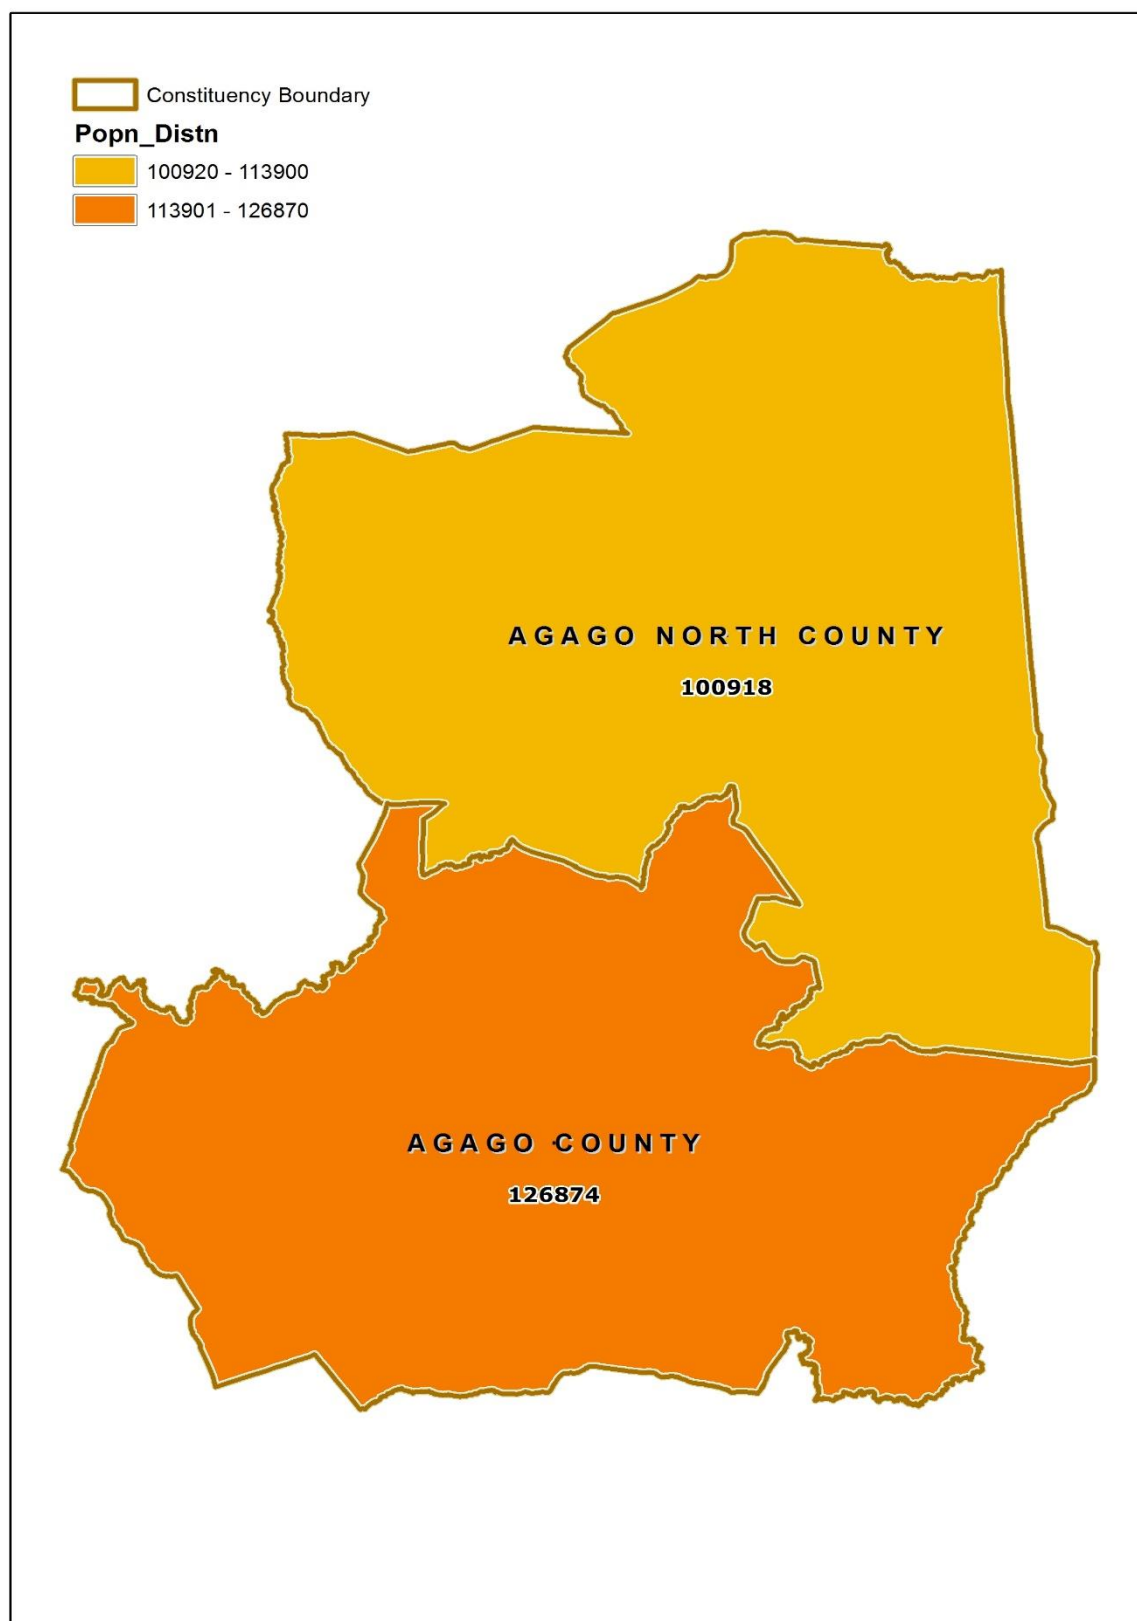 Constituency Boundary
Popn_Distn
100920 - 113900
113901 - 126870
AGAGO NORTH COUNTY
100918
AGAGO COUNTY
126874